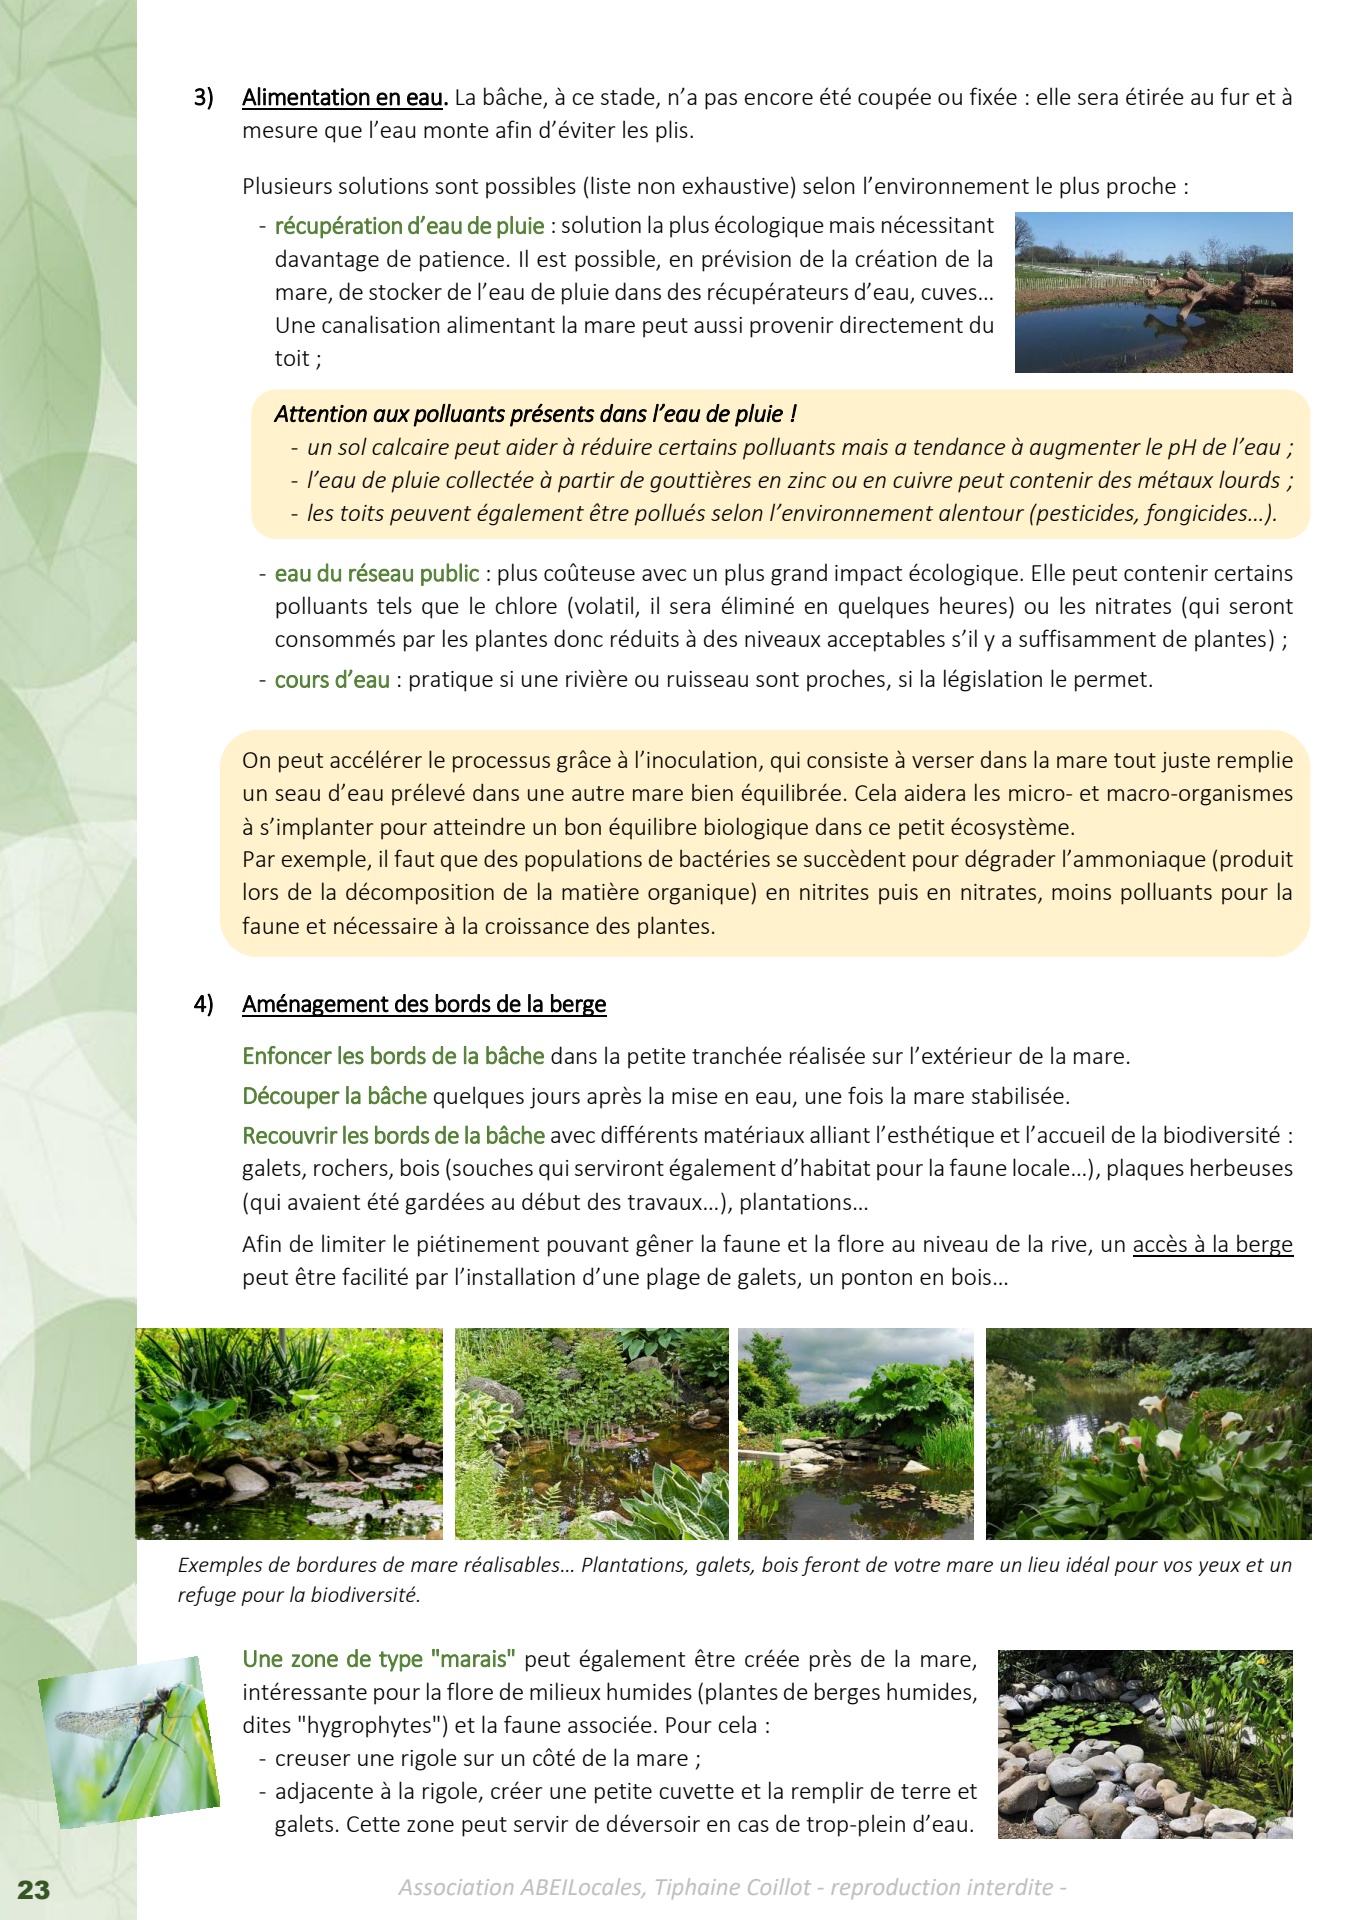 3) Alimentation en eau. La bâche, à ce stade, n’a pas encore été coupée ou fixée : elle sera étirée au fur et à
mesure que l’eau monte afin d’éviter les plis.
Plusieurs solutions sont possibles (liste non exhaustive) selon l’environnement le plus proche :
- récupération d’eau de pluie : solution la plus écologique mais nécessitant
davantage de patience. Il est possible, en prévision de la création de la
mare, de stocker de l’eau de pluie dans des récupérateurs d’eau, cuves…
Une canalisation alimentant la mare peut aussi provenir directement du
toit ;
Attention aux polluants présents dans l’eau de pluie !
- un sol calcaire peut aider à réduire certains polluants mais a tendance à augmenter le pH de l’eau ;
- l’eau de pluie collectée à partir de gouttières en zinc ou en cuivre peut contenir des métaux lourds ;
- les toits peuvent également être pollués selon l’environnement alentour (pesticides, fongicides…).
- eau du réseau public : plus coûteuse avec un plus grand impact écologique. Elle peut contenir certains
polluants tels que le chlore (volatil, il sera éliminé en quelques heures) ou les nitrates (qui seront
consommés par les plantes donc réduits à des niveaux acceptables s’il y a suffisamment de plantes) ;
- cours d’eau : pratique si une rivière ou ruisseau sont proches, si la législation le permet.
On peut accélérer le processus grâce à l’inoculation, qui consiste à verser dans la mare tout juste remplie
un seau d’eau prélevé dans une autre mare bien équilibrée. Cela aidera les micro- et macro-organismes
à s’implanter pour atteindre un bon équilibre biologique dans ce petit écosystème.
Par exemple, il faut que des populations de bactéries se succèdent pour dégrader l’ammoniaque (produit
lors de la décomposition de la matière organique) en nitrites puis en nitrates, moins polluants pour la
faune et nécessaire à la croissance des plantes.
4) Aménagement des bords de la berge
Enfoncer les bords de la bâche dans la petite tranchée réalisée sur l’extérieur de la mare.
Découper la bâche quelques jours après la mise en eau, une fois la mare stabilisée.
Recouvrir les bords de la bâche avec différents matériaux alliant l’esthétique et l’accueil de la biodiversité :
galets, rochers, bois (souches qui serviront également d’habitat pour la faune locale…), plaques herbeuses
(qui avaient été gardées au début des travaux…), plantations…
Afin de limiter le piétinement pouvant gêner la faune et la flore au niveau de la rive, un accès à la berge
peut être facilité par l’installation d’une plage de galets, un ponton en bois…
Exemples de bordures de mare réalisables… Plantations, galets, bois feront de votre mare un lieu idéal pour vos yeux et un
refuge pour la biodiversité.
Une zone de type "marais" peut également être créée près de la mare,
intéressante pour la flore de milieux humides (plantes de berges humides,
dites "hygrophytes") et la faune associée. Pour cela :
- creuser une rigole sur un côté de la mare ;
- adjacente à la rigole, créer une petite cuvette et la remplir de terre et
galets. Cette zone peut servir de déversoir en cas de trop-plein d’eau.
23
Association ABEILocales, Tiphaine Coillot - reproduction interdite -